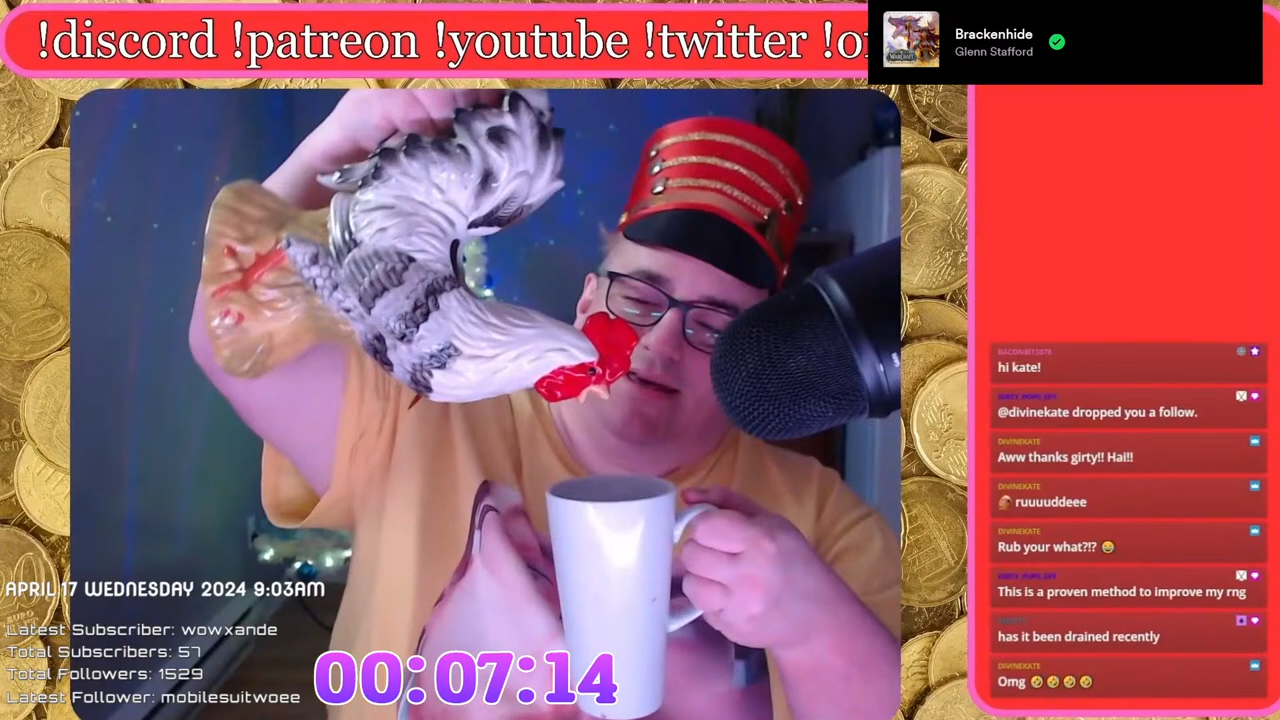 !discord !patreon !youtube !twitter !o
Brackenhide
Glenn Stafford
WARCRAFT
BACONBITS078
hi kate!
@divinekate dropped you a follow.
DIVINEKATE
Aww thanks girty!! Hai!!
DIVINEKATE
ruuuuddeee
DIVINEKATE
Rub your what?!? 😅
This is a proven method to improve my rng
has it been drained recently
DIVINEKATE
Omg 🤣 🤣 🤣 🤣
APRIL 17 WEDNESDAY 2024 9:03AM
Latest Subscriber: wowxande
Total Subscribers: 57
Total Followers: 1529
Latest Follower: mobilesuitwoee
00:07:14